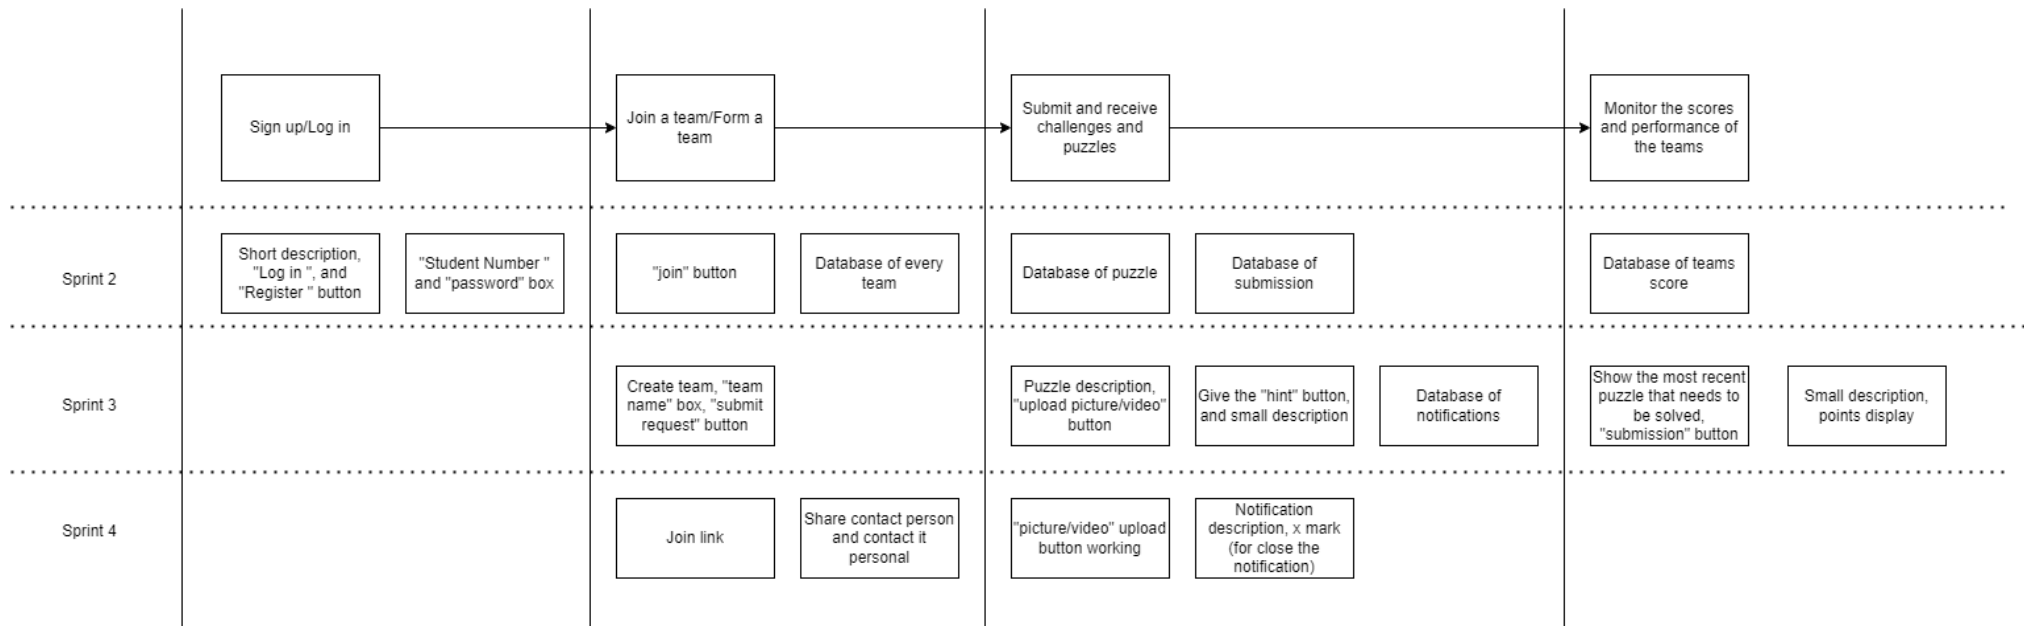 Sign up/Log in
Join a team/Form a
team
Submit and receive
challenges and
puzzles
Monitor the scores
and performance of
the teams
Sprint 2
Short description,
"Log in ", and
"Register " button
"Student Number "
and "password" box
"join" button
Database of every
team
Database of puzzle
Database of
submission
Database of teams
score
Sprint 3
Create team, "team
name" box, "submit
request" button
Puzzle description,
"upload picture/video"
button
Give the "hint" button,
and small description
Database of
notifications
Show the most recent
puzzle that needs to
be solved,
"submission" button
Small description,
points display
Sprint 4
Join link
Share contact person
and contact it
personal
"picture/video" upload
button working
Notification
description, x mark
(for close the
notification)